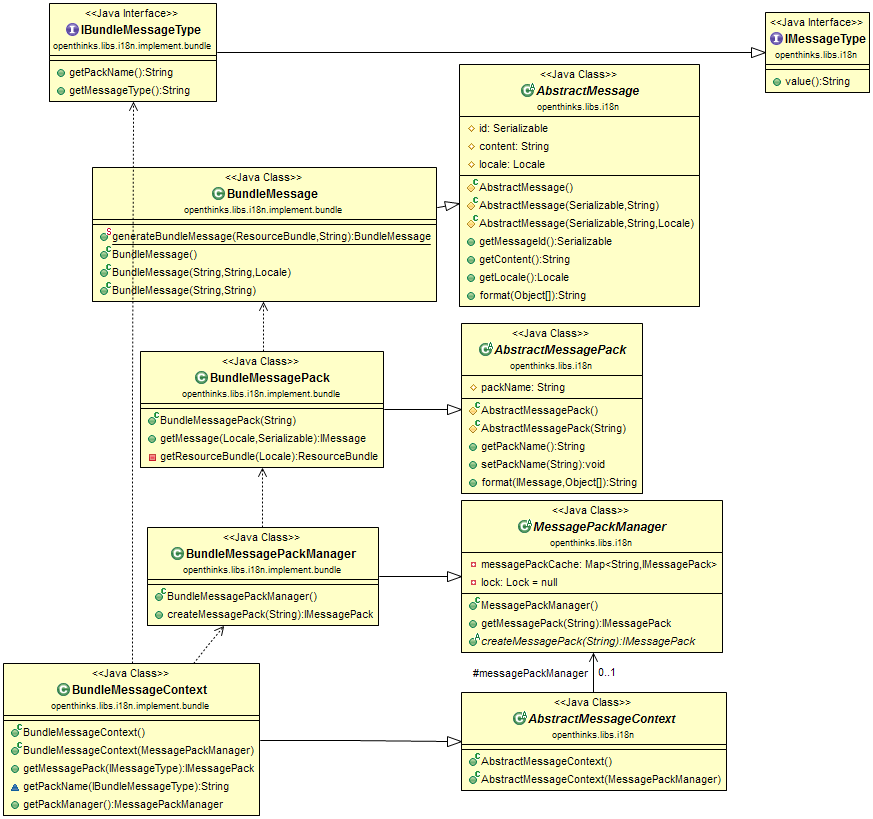 <<Java Interface>>
IBundleMessageType
openthinks.libs.i18n.implement.bundle
getPackName():String
getMessageType():String
<<Java Interface>>
IMessageType
openthinks.libs.i18n
value():String
<<Java Class>>
AbstractMessage
openthinks.libs.i18n
id: Serializable
content: String
locale: Locale
AbstractMessage()
AbstractMessage(Serializable,String)
AbstractMessage(Serializable,String,Locale)
getMessageId():Serializable
getContent():String
getLocale():Locale
format(Object[]):String
<<Java Class>>
BundleMessage
openthinks.libs.i18n.implement.bundle
generateBundleMessage(ResourceBundle,String):BundleMessage
BundleMessage()
BundleMessage(String,String,Locale)
BundleMessage(String,String)
<<Java Class>>
AbstractMessagePack
openthinks.libs.i18n
packName: String
AbstractMessagePack()
AbstractMessagePack(String)
getPackName():String
setPackName(String):void
format(IMessage,Object[]):String
<<Java Class>>
BundleMessagePack
openthinks.libs.i18n.implement.bundle
BundleMessagePack(String)
getMessage(Locale,Serializable):IMessage
getResourceBundle(Locale):ResourceBundle
<<Java Class>>
MessagePackManager
openthinks.libs.i18n
messagePackCache: Map<String,IMessagePack>
lock: Lock = null
MessagePackManager()
getMessagePack(String):IMessagePack
createMessagePack(String):IMessagePack
<<Java Class>>
BundleMessagePackManager
openthinks.libs.i18n.implement.bundle
BundleMessagePackManager()
createMessagePack(String):IMessagePack
#messagePackManager 0..1
<<Java Class>>
BundleMessageContext
openthinks.libs.i18n.implement.bundle
BundleMessageContext()
BundleMessageContext(MessagePackManager)
getMessagePack(IMessageType):IMessagePack
getPackName(IBundleMessageType):String
getPackManager():MessagePackManager
<<Java Class>>
AbstractMessageContext
openthinks.libs.i18n
AbstractMessageContext()
AbstractMessageContext(MessagePackManager)